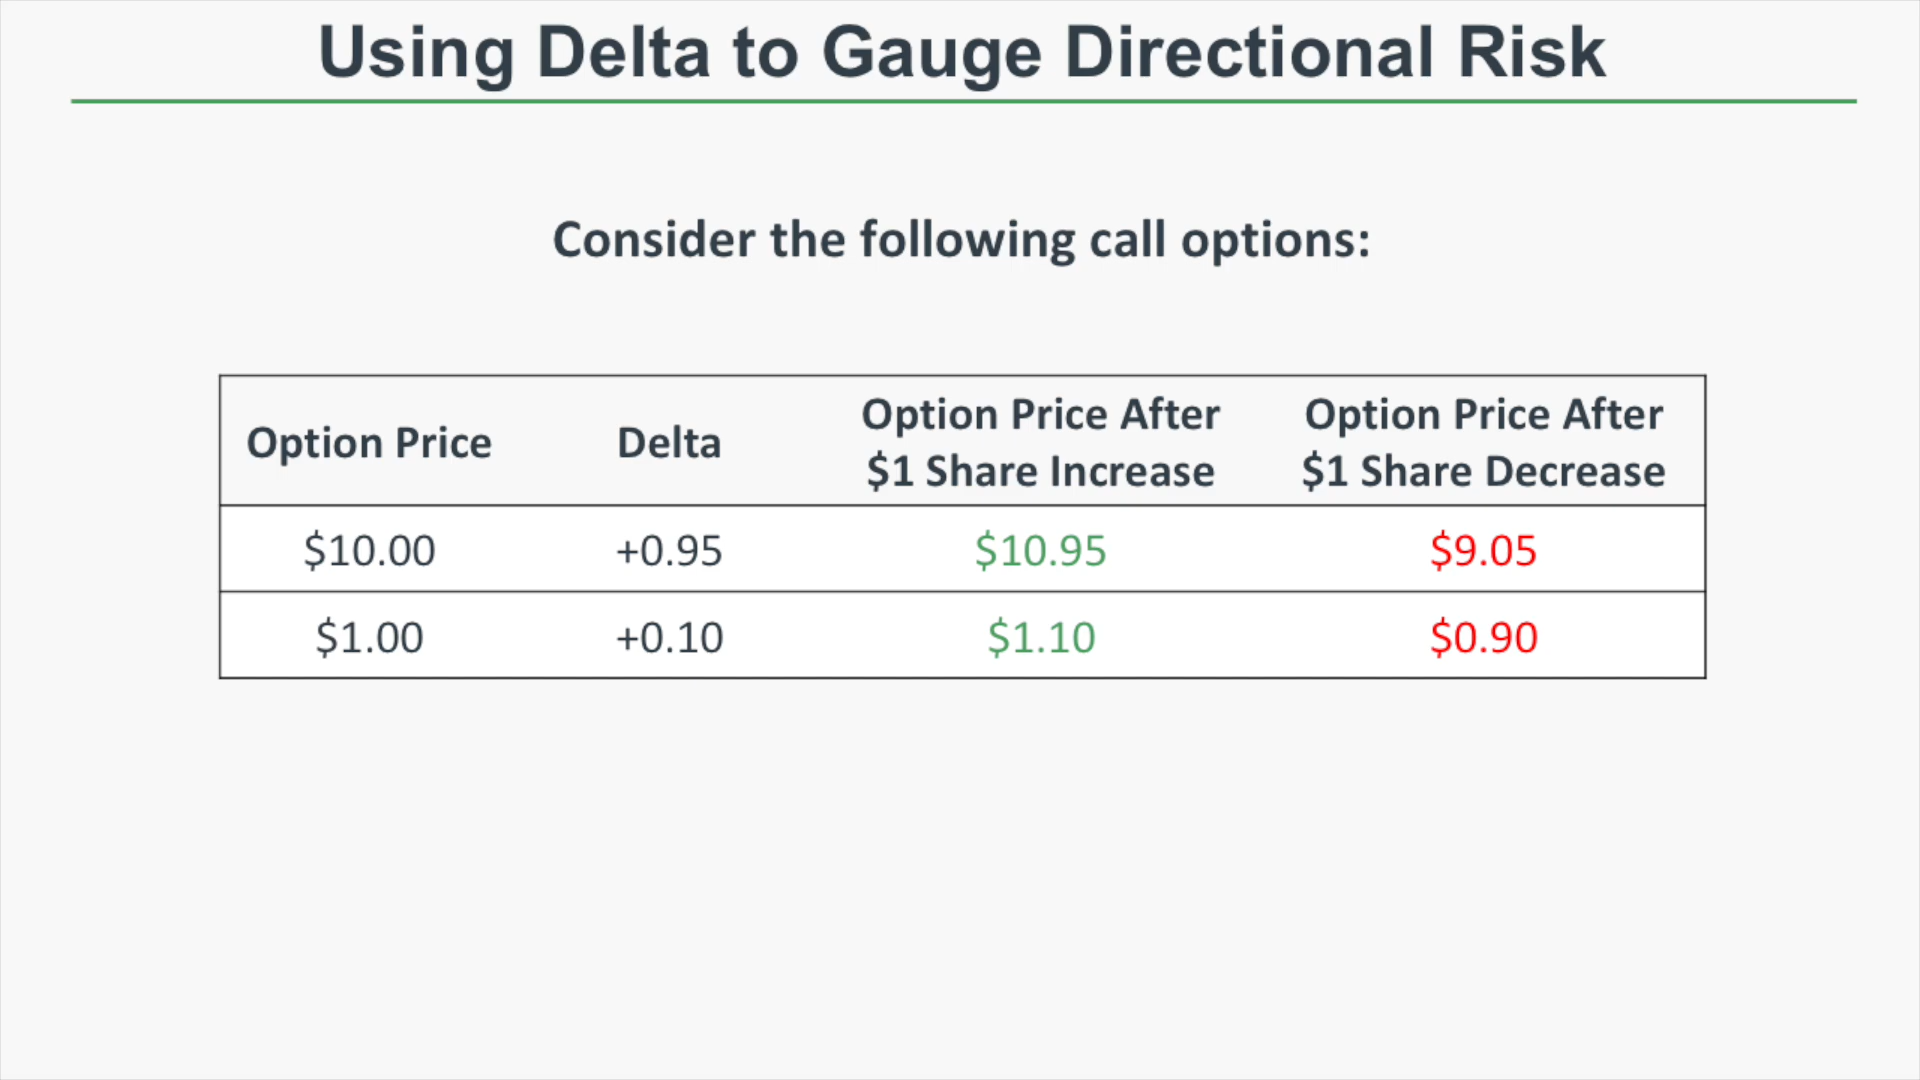 Using Delta to Gauge Directional Risk
Consider the following call options:
Option Price Delta Option Price After $1 Share Increase Option Price After $1 Share Decrease
$10.00 +0.95 $10.95 $9.05
$1.00 +0.10 $1.10 $0.90